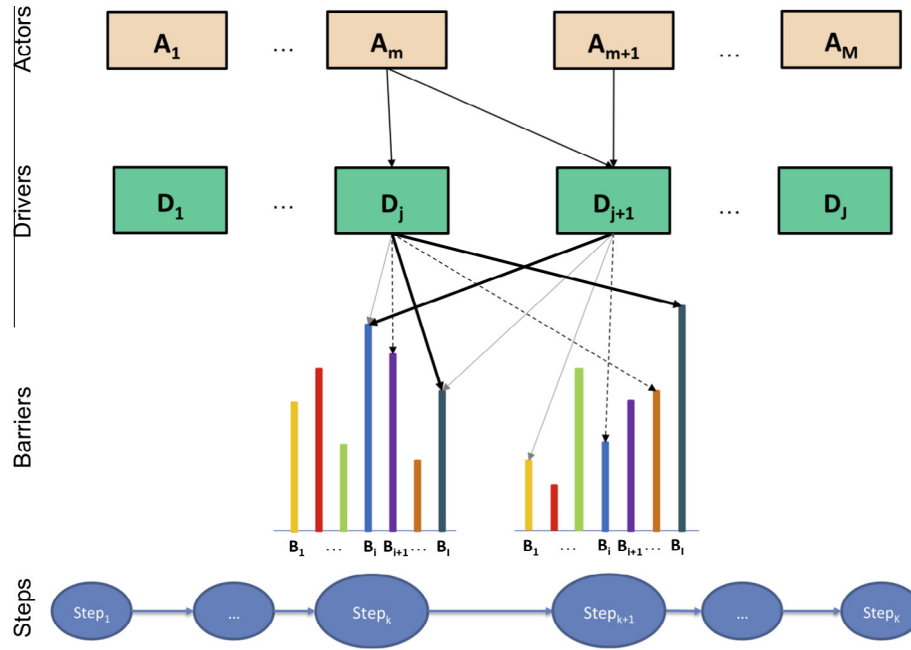 Actors
A1 ... Am Am+1 ... AM
Drivers
D1 ... Dj Dj+1 ... DJ
Barriers
B1 ... Bi Bi+1 ... BI B1 ... Bi Bi+1 ... BI
Steps
Step1 ... Stepk Stepk+1 ... StepK